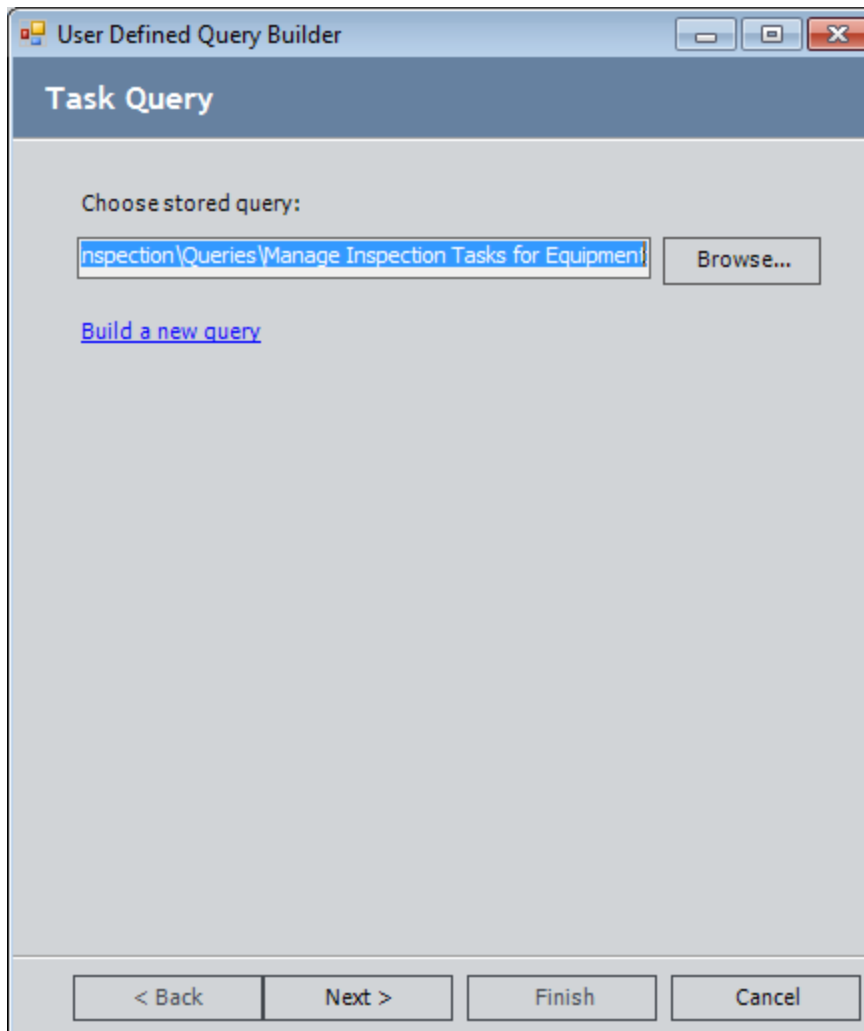 User Defined Query Builder
Task Query
Choose stored query:
nspection\Queries\Manage Inspection Tasks for Equipment
Browse...
Build a new query
< Back
Next >
Finish
Cancel